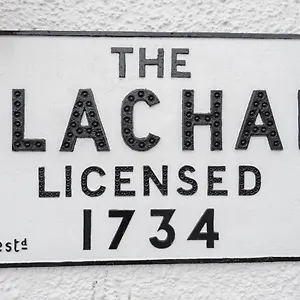 THE
LACHA
LICENSED
1734
estd